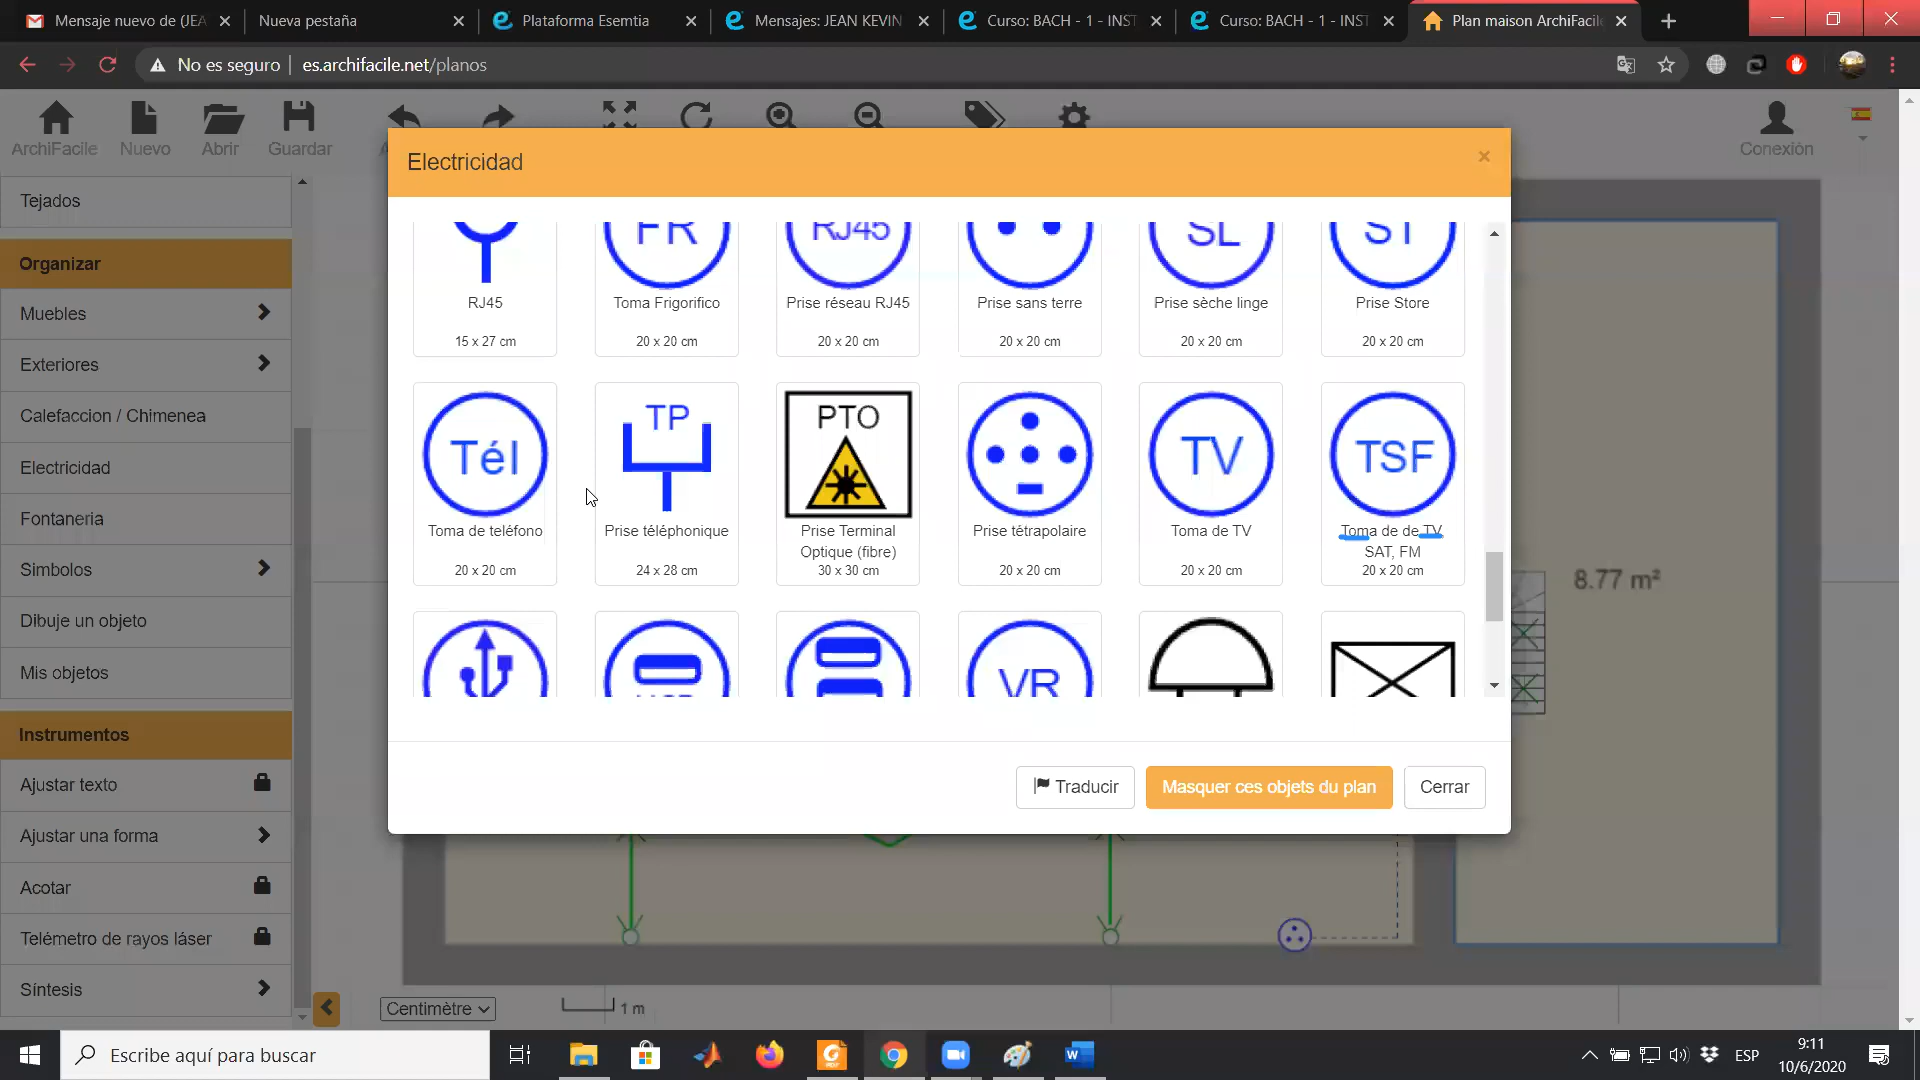 Mensaje nuevo de (JEA
Nueva pestaña
Plataforma Esemtia
Mensajes: JEAN KEVIN
Curso: BACH - 1 - INST
Curso: BACH - 1 - INST
Plan maison ArchiFacile
No es seguro
es.archifacile.net/planos
ArchiFacile
Nuevo
Abrir
Guardar
Conexión
Electricidad
Tejados
Organizar
Muebles
Exteriores
Calefaccion / Chimenea
Electricidad
Fontaneria
Simbolos
Dibuje un objeto
Mis objetos
Instrumentos
Ajustar texto
Ajustar una forma
Acotar
Telémetro de rayos láser
Síntesis
FR
RJ45
SL
ST
RJ45
Toma Frigorifico
Prise réseau RJ45
Prise sans terre
Prise sèche linge
Prise Store
15 x 27 cm
20 x 20 cm
20 x 20 cm
20 x 20 cm
20 x 20 cm
20 x 20 cm
Tél
TP
PTO
TV
TSF
Toma de teléfono
Prise téléphonique
Prise Terminal
Optique (fibre)
Prise tétrapolaire
Toma de TV
Toma de de TV
SAT, FM
20 x 20 cm
24 x 28 cm
30 x 30 cm
20 x 20 cm
20 x 20 cm
20 x 20 cm
VR
8.77 m²
Traducir
Masquer ces objets du plan
Cerrar
Centimètre
1 m
Escribe aquí para buscar
ESP
9:11
10/6/2020